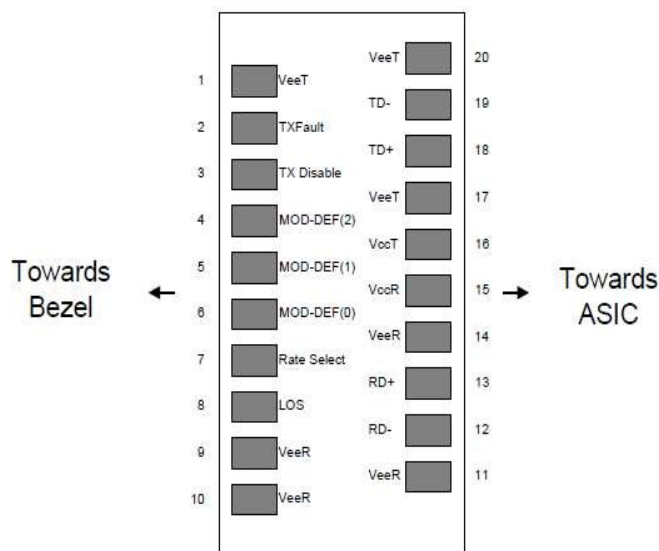 VeeT 20
1 VeeT
TD- 19
2 TXFault
TD+ 18
3 TX Disable
VeeT 17
4 MOD-DEF(2)
VccT 16
5 MOD-DEF(1)
VccR 15
6 MOD-DEF(0)
VeeR 14
7 Rate Select
RD+ 13
8 LOS
RD- 12
9 VeeR
VeeR 11
10 VeeR
Towards
Bezel
Towards
ASIC